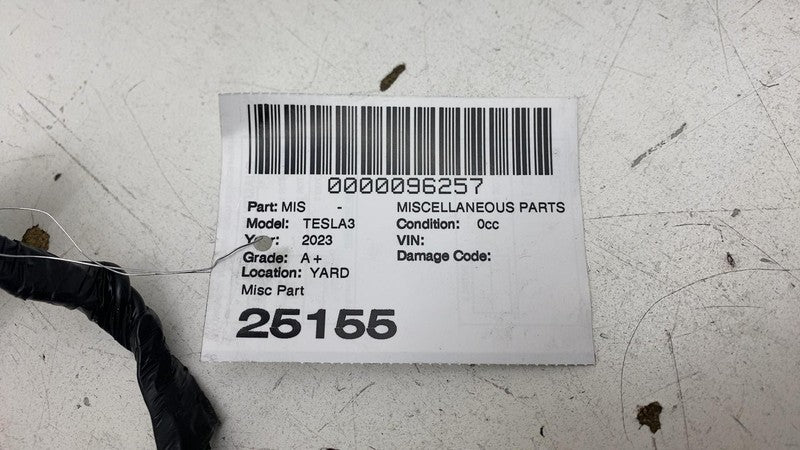 0000096257
Part: MIS - MISCELLANEOUS PARTS
Model: TESLA3 Condition: 0cc
Year: 2023 VIN:
Grade: A+ Damage Code:
Location: YARD
Misc Part
25155